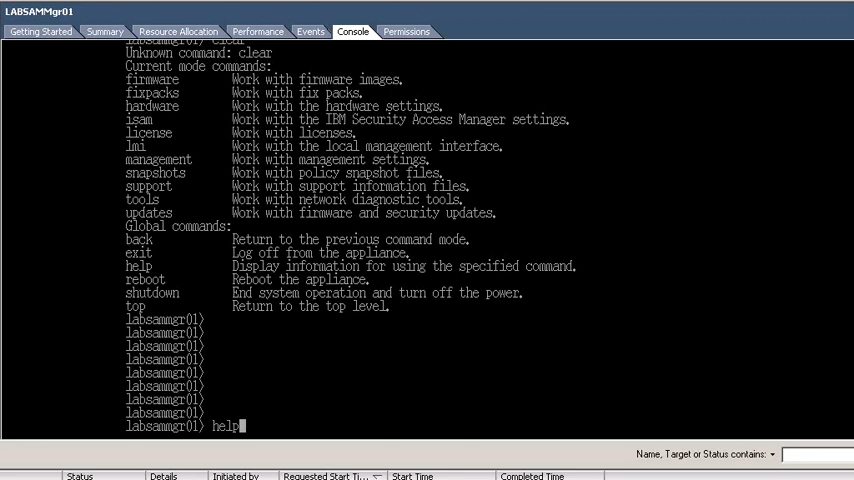 LABSAMMgr01
Getting Started Summary Resource Allocation Performance Events Console Permissions
labsammgr01> clear
Unknown command: clear
Current mode commands:
firmware Work with firmware images.
fixpacks Work with fix packs.
hardware Work with the hardware settings.
isam Work with the IBM Security Access Manager settings.
license Work with licenses.
lmi Work with the local management interface.
management Work with management settings.
snapshots Work with policy snapshot files.
support Work with support information files.
tools Work with network diagnostic tools.
updates Work with firmware and security updates.
Global commands:
back Return to the previous command mode.
exit Log off from the appliance.
help Display information for using the specified command.
reboot Reboot the appliance.
shutdown End system operation and turn off the power.
top Return to the top level.
labsammgr01>
labsammgr01>
labsammgr01>
labsammgr01>
labsammgr01>
labsammgr01>
labsammgr01>
labsammgr01>
labsammgr01> help
Name, Target or Status contains:
Status Details Initiated by Requested Start Ti... Start Time Completed Time